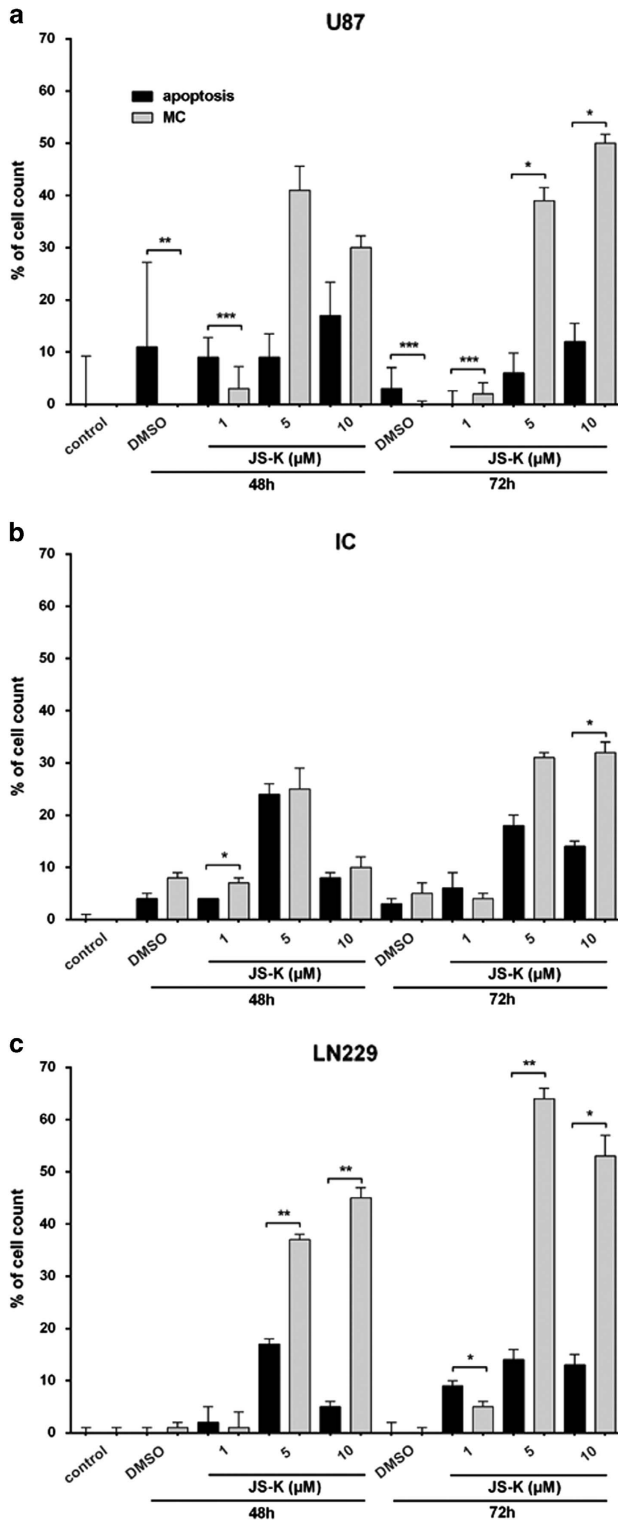 a
U87
70
60
50
40
30
20
10
0
% of cell count
apoptosis
MC
**
***
***
***
*
*
control
DMSO
1
5
10
DMSO
1
5
10
JS-K (µM)
JS-K (µM)
48h
72h
b
IC
70
60
50
40
30
20
10
0
% of cell count
*
*
control
DMSO
1
5
10
DMSO
1
5
10
JS-K (µM)
JS-K (µM)
48h
72h
c
LN229
70
60
50
40
30
20
10
0
% of cell count
**
**
*
**
*
control
DMSO
1
5
10
DMSO
1
5
10
JS-K (µM)
JS-K (µM)
48h
72h